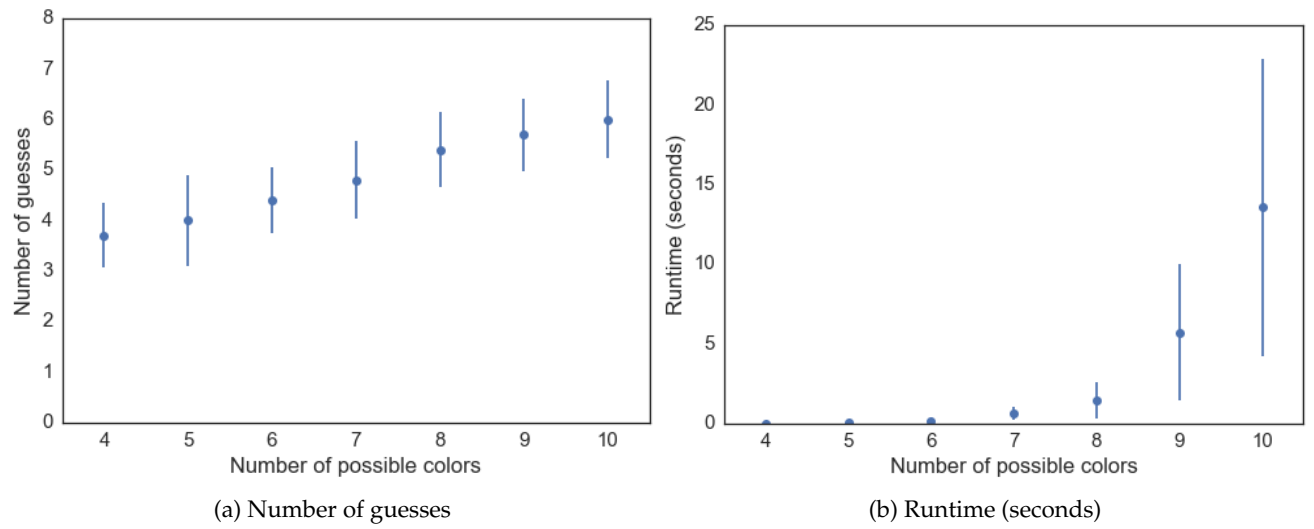 8
7
6
5
4
3
2
1
0
Number of guesses
4 5 6 7 8 9 10
Number of possible colors
(a) Number of guesses
25
20
15
10
5
0
Runtime (seconds)
4 5 6 7 8 9 10
Number of possible colors
(b) Runtime (seconds)